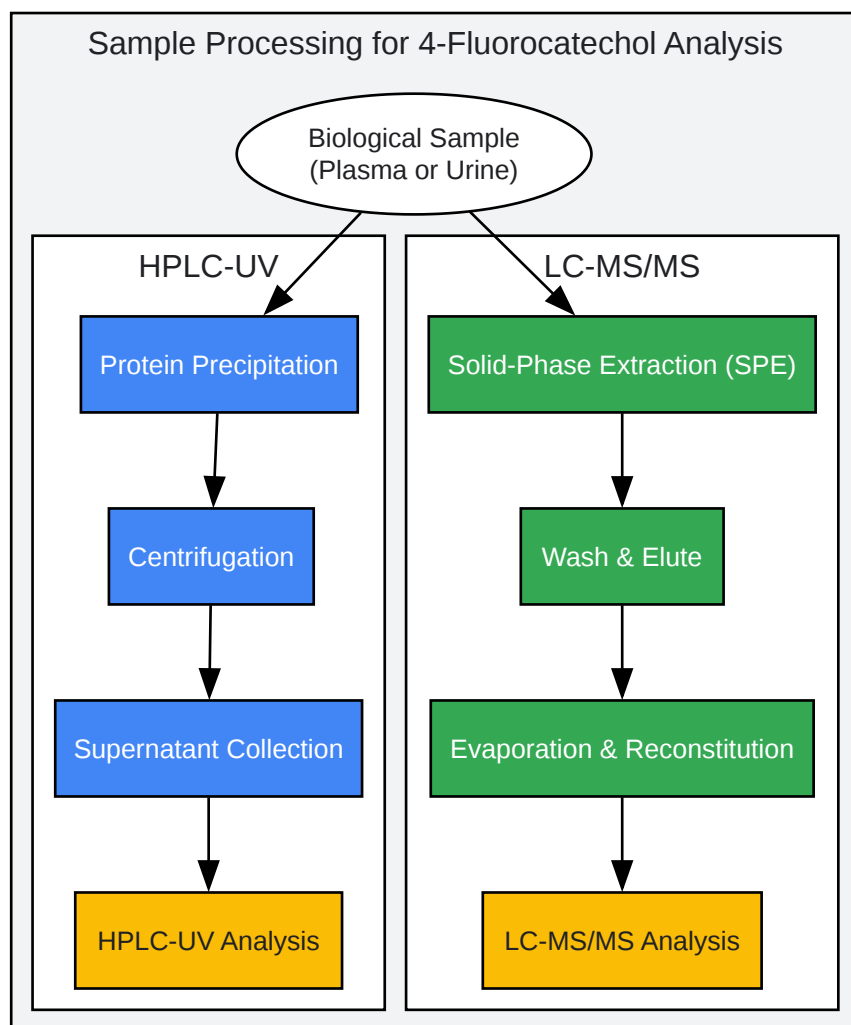 Sample Processing for 4-Fluorocatechol Analysis
Biological Sample
(Plasma or Urine)
HPLC-UV
Protein Precipitation
Centrifugation
Supernatant Collection
HPLC-UV Analysis
LC-MS/MS
Solid-Phase Extraction (SPE)
Wash & Elute
Evaporation & Reconstitution
LC-MS/MS Analysis